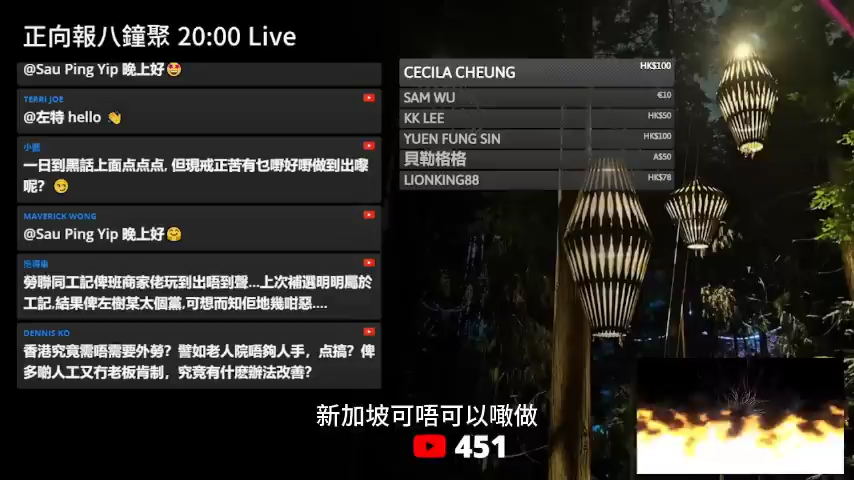 正向報八鐘聚 20:00 Live
@Sau Ping Yip 晚上好🤩
TERRI JOE
@左特 hello 👋
一日到黑話上面点点点, 但現戒正苦有乜嘢好嘢做到出嚟
呢? 😏
MAVERICK WONG
@Sau Ping Yip 晚上好🤗
勞聯同工記俾班商家佬玩到出唔到聲...上次補選明明屬於
工記,結果俾左樹某太個黨,可想而知佢地幾咁惡....
DENNIS KO
香港究竟需唔需要外勞? 譬如老人院唔夠人手, 点搞? 俾
多啲人工又冇老板肯制, 究竟有什麽辦法改善?
CECILA CHEUNG HK$100
SAM WU €10
KK LEE HK$50
YUEN FUNG SIN HK$100
貝勒格格 A$50
LIONKING88 HK$78
新加坡可唔可以噉做
451